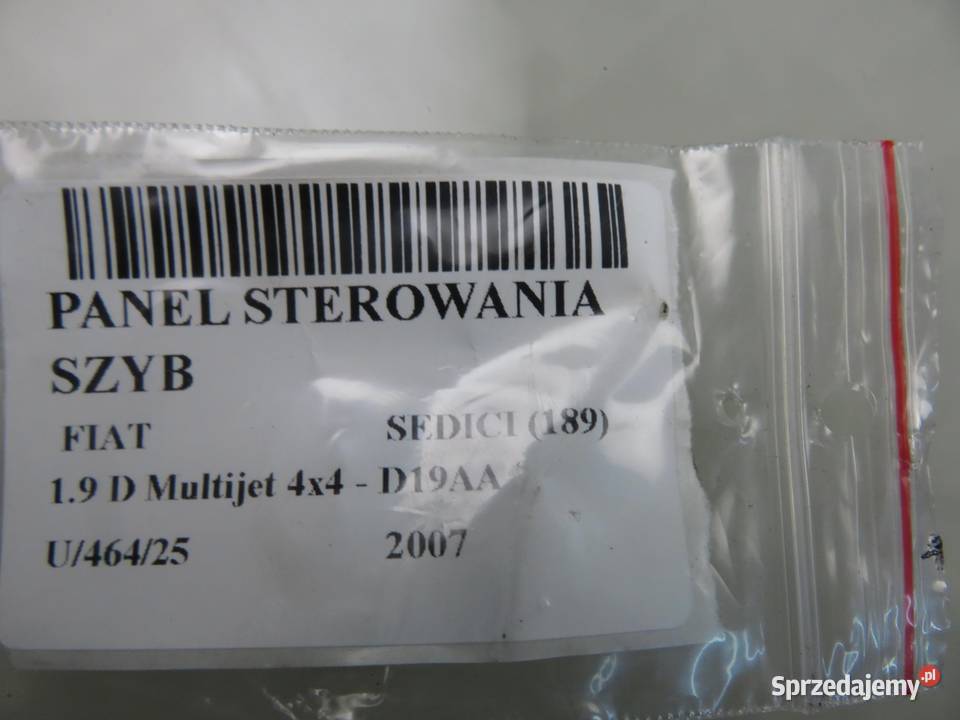 PANEL STEROWANIA
SZYB
FIAT SEDICI (189)
1.9 D Multijet 4x4 - D19AA
U/464/25 2007
Sprzedajemy.pl